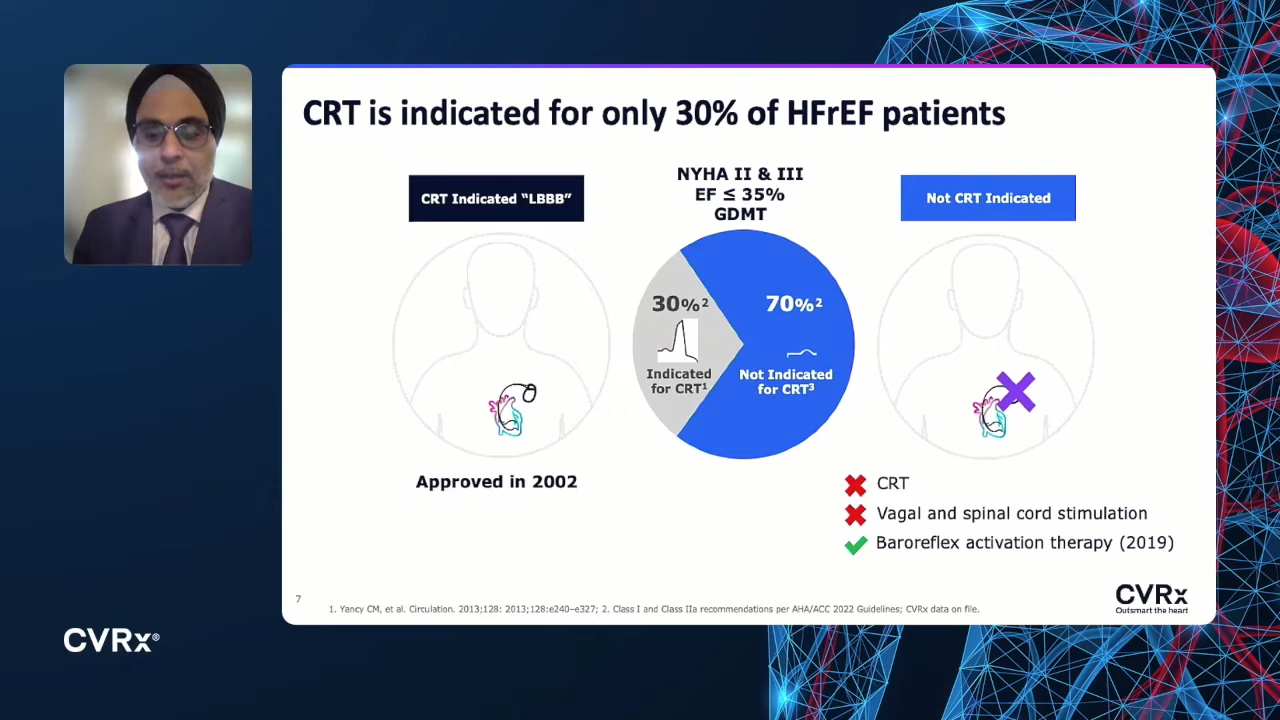 CRT is indicated for only 30% of HFrEF patients
CRT Indicated “LBBB”
NYHA II & III
EF ≤ 35%
GDMT
Not CRT Indicated
30%²
70%²
Indicated
for CRT¹
Not Indicated
for CRT³
Approved in 2002
CRT
Vagal and spinal cord stimulation
Baroreflex activation therapy (2019)
7
1. Yancy CM, et al. Circulation. 2013;128: 2013;128:e240–e327; 2. Class I and Class IIa recommendations per AHA/ACC 2022 Guidelines; CVRx data on file.
CVRx
Outsmart the heart
CVRx®